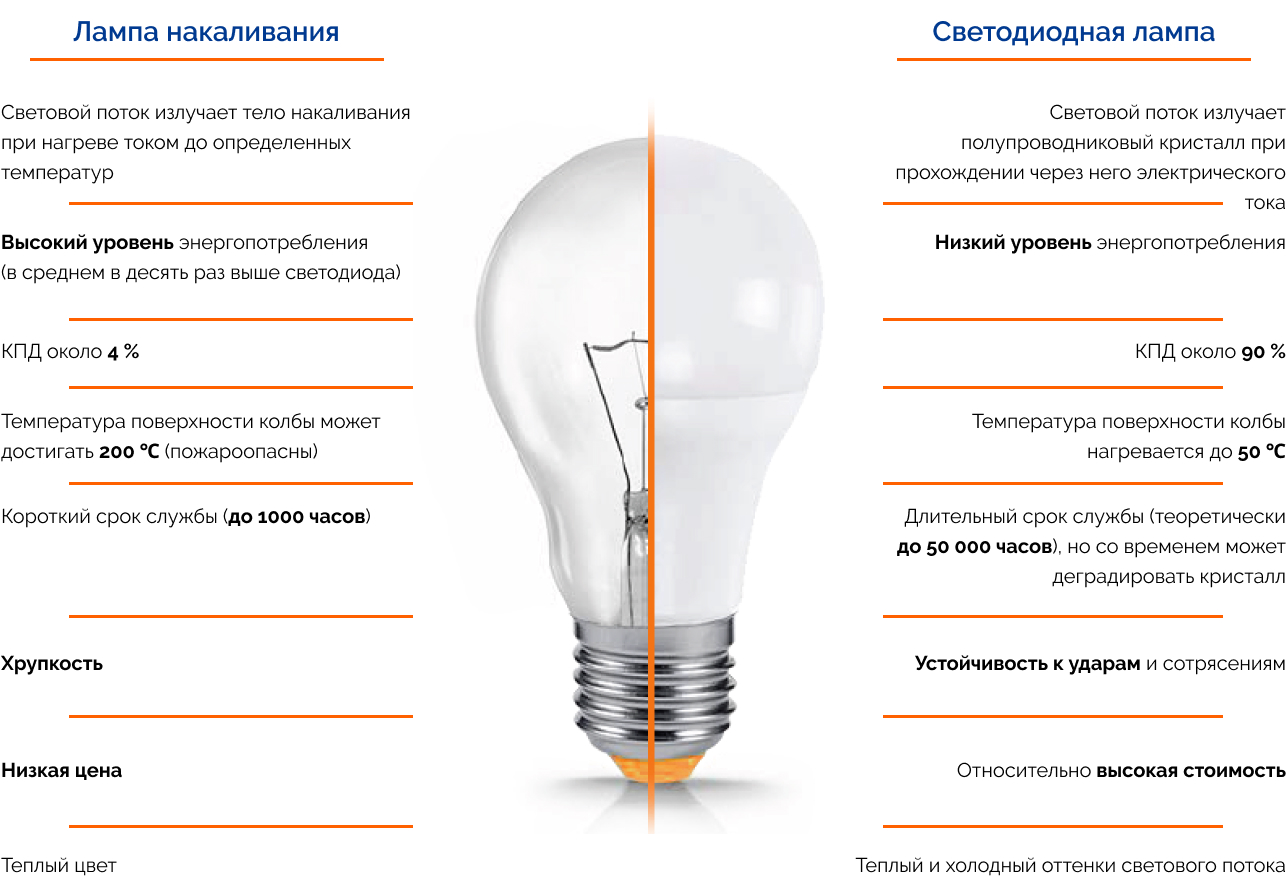 Лампа накаливания
Световой поток излучает тело накаливания
при нагреве током до определенных
температур
Высокий уровень энергопотребления
(в среднем в десять раз выше светодиода)
КПД около 4 %
Температура поверхности колбы может
достигать 200 °С (пожароопасны)
Короткий срок службы (до 1000 часов)
Хрупкость
Низкая цена
Теплый цвет
Светодиодная лампа
Световой поток излучает
полупроводниковый кристалл при
прохождении через него электрического
тока
Низкий уровень энергопотребления
КПД около 90 %
Температура поверхности колбы
нагревается до 50 °С
Длительный срок службы (теоретически
до 50 000 часов), но со временем может
деградировать кристалл
Устойчивость к ударам и сотрясениям
Относительно высокая стоимость
Теплый и холодный оттенки светового потока